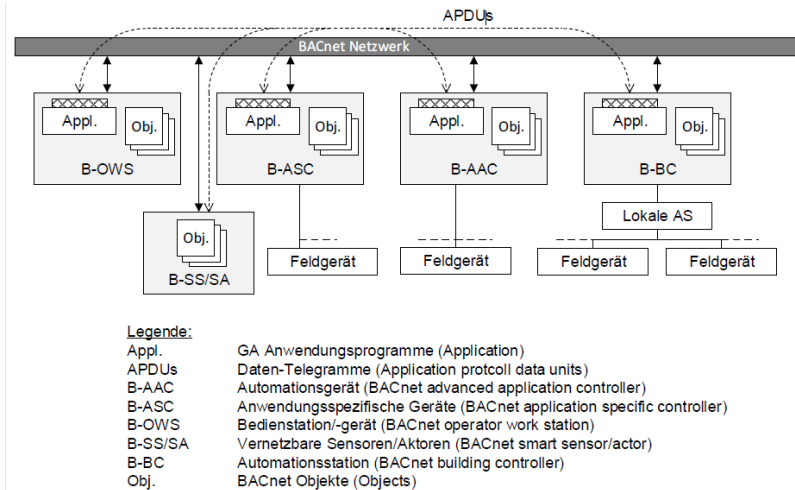 APDUs
BACnet Netzwerk
Appl.
Obj.
B-OWS
Appl.
Obj.
B-ASC
Appl.
Obj.
B-AAC
Appl.
Obj.
B-BC
Lokale AS
Obj.
B-SS/SA
Feldgerät
Feldgerät
Feldgerät
Feldgerät
Legende:
Appl. GA Anwendungsprogramme (Application)
APDUs Daten-Telegramme (Application protcoll data units)
B-AAC Automationsgerät (BACnet advanced application controller)
B-ASC Anwendungsspezifische Geräte (BACnet application specific controller)
B-OWS Bedienstation/-gerät (BACnet operator work station)
B-SS/SA Vernetzbare Sensoren/Aktoren (BACnet smart sensor/actor)
B-BC Automationsstation (BACnet building controller)
Obj. BACnet Objekte (Objects)